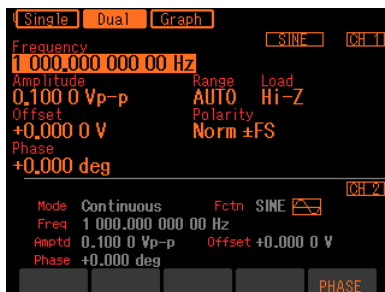 Single Dual Graph
SINE CH 1
Frequency
1 000.000 000 00 Hz
Amplitude Range Load
0.100 0 Vp-p AUTO Hi-Z
Offset Polarity
+0.000 0 V Norm ±FS
Phase
+0.000 deg
CH 2
Mode Continuous Fctn SINE
Freq 1 000.000 000 00 Hz
Amptd 0.100 0 Vp-p Offset +0.000 0 V
Phase +0.000 deg
PHASE